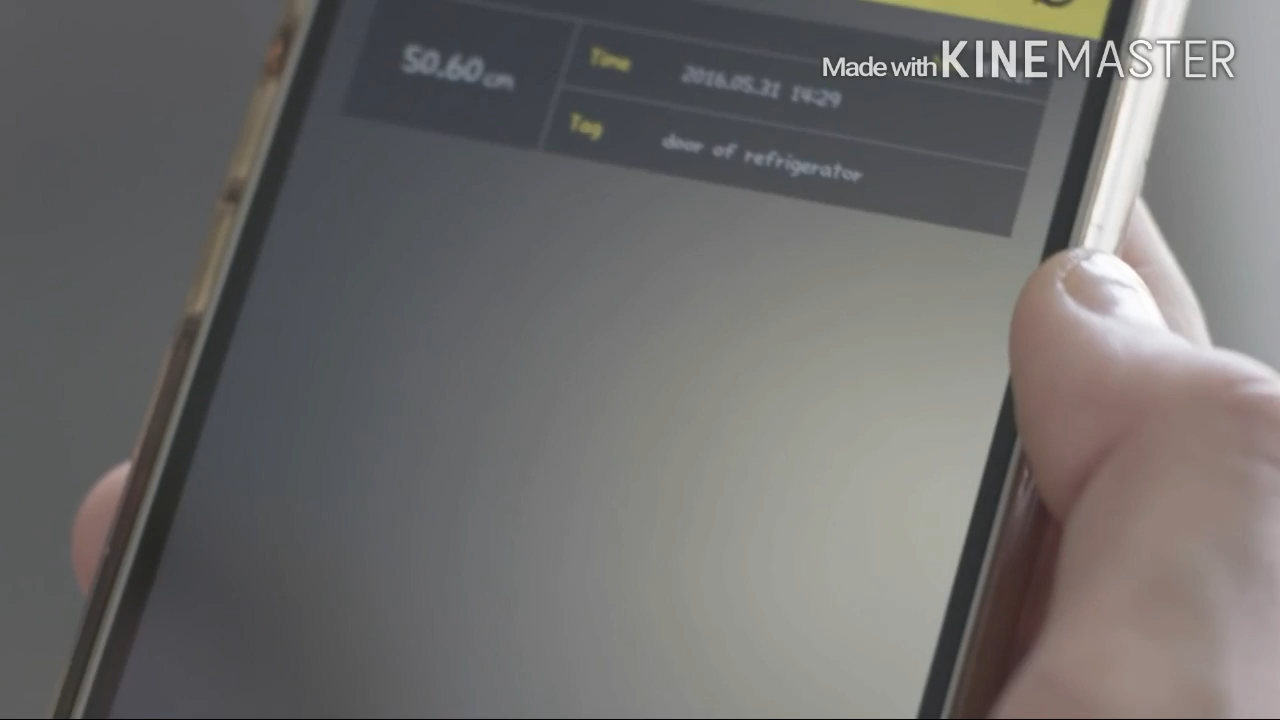 Made with KINEMASTER
50.60 cm
Time 2016.05.31 14:29
Tag door of refrigerator